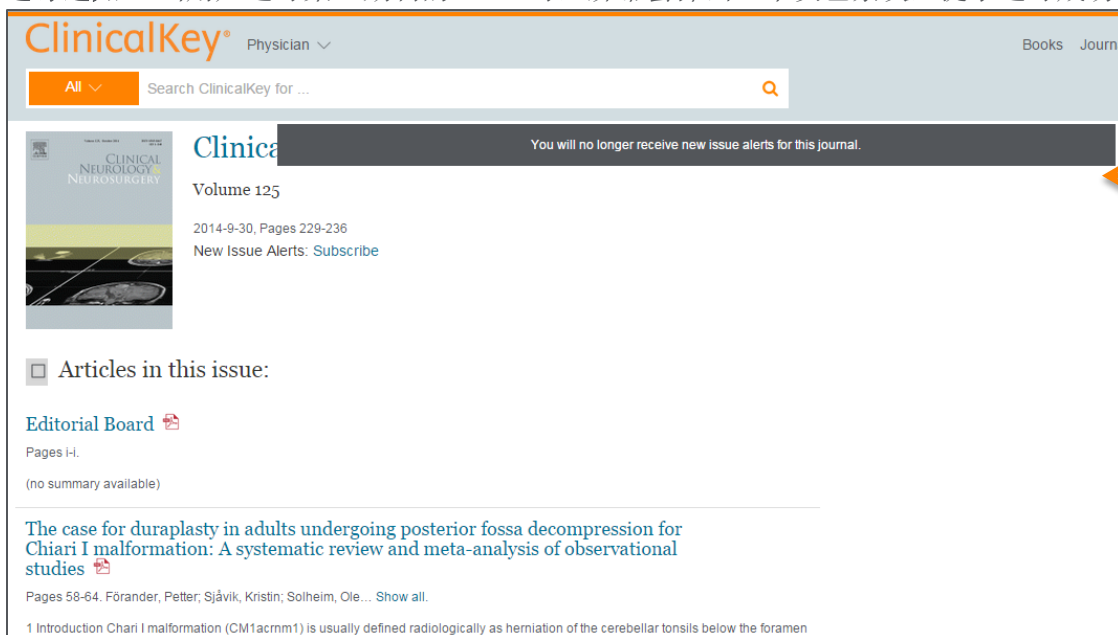 ClinicalKey® Physician
Books Journ
All Search ClinicalKey for ...
CLINICAL
NEUROLOGY &
NEUROSURGERY
Clinica
You will no longer receive new issue alerts for this journal.
Volume 125
2014-9-30, Pages 229-236
New Issue Alerts: Subscribe
Articles in this issue:
Editorial Board
Pages i-i.
(no summary available)
The case for duraplasty in adults undergoing posterior fossa decompression for
Chiari I malformation: A systematic review and meta-analysis of observational
studies
Pages 58-64. Förander, Petter; Sjåvik, Kristin; Solheim, Ole... Show all.
1 Introduction Chari I malformation (CM1acrnm1) is usually defined radiologically as herniation of the cerebellar tonsils below the foramen